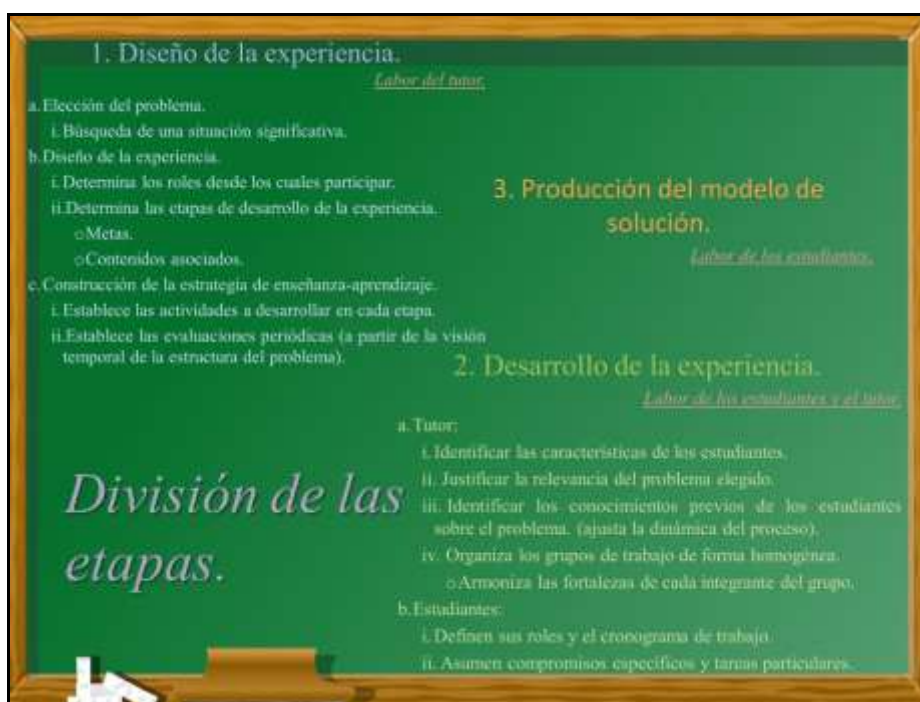 1. Diseño de la experiencia.
Labor del tutor.
a. Elección del problema.
i. Búsqueda de una situación significativa.
b. Diseño de la experiencia.
i. Determina los roles desde los cuales participar.
ii. Determina las etapas de desarrollo de la experiencia.
o Metas.
o Contenidos asociados.
c. Construcción de la estrategia de enseñanza-aprendizaje.
i. Establece las actividades a desarrollar en cada etapa.
ii. Establece las evaluaciones periódicas (a partir de la visión
temporal de la estructura del problema).
2. Desarrollo de la experiencia.
Labor de los estudiantes y el tutor.
a. Tutor:
i. Identificar las características de los estudiantes.
ii. Justificar la relevancia del problema elegido.
iii. Identificar los conocimientos previos de los estudiantes
sobre el problema. (ajusta la dinámica del proceso).
iv. Organiza los grupos de trabajo de forma homogénea.
o Armoniza las fortalezas de cada integrante del grupo.
b. Estudiantes:
i. Definen sus roles y el cronograma de trabajo.
ii. Asumen compromisos específicos y tareas particulares.
3. Producción del modelo de
solución.
Labor de los estudiantes.
División de las
etapas.